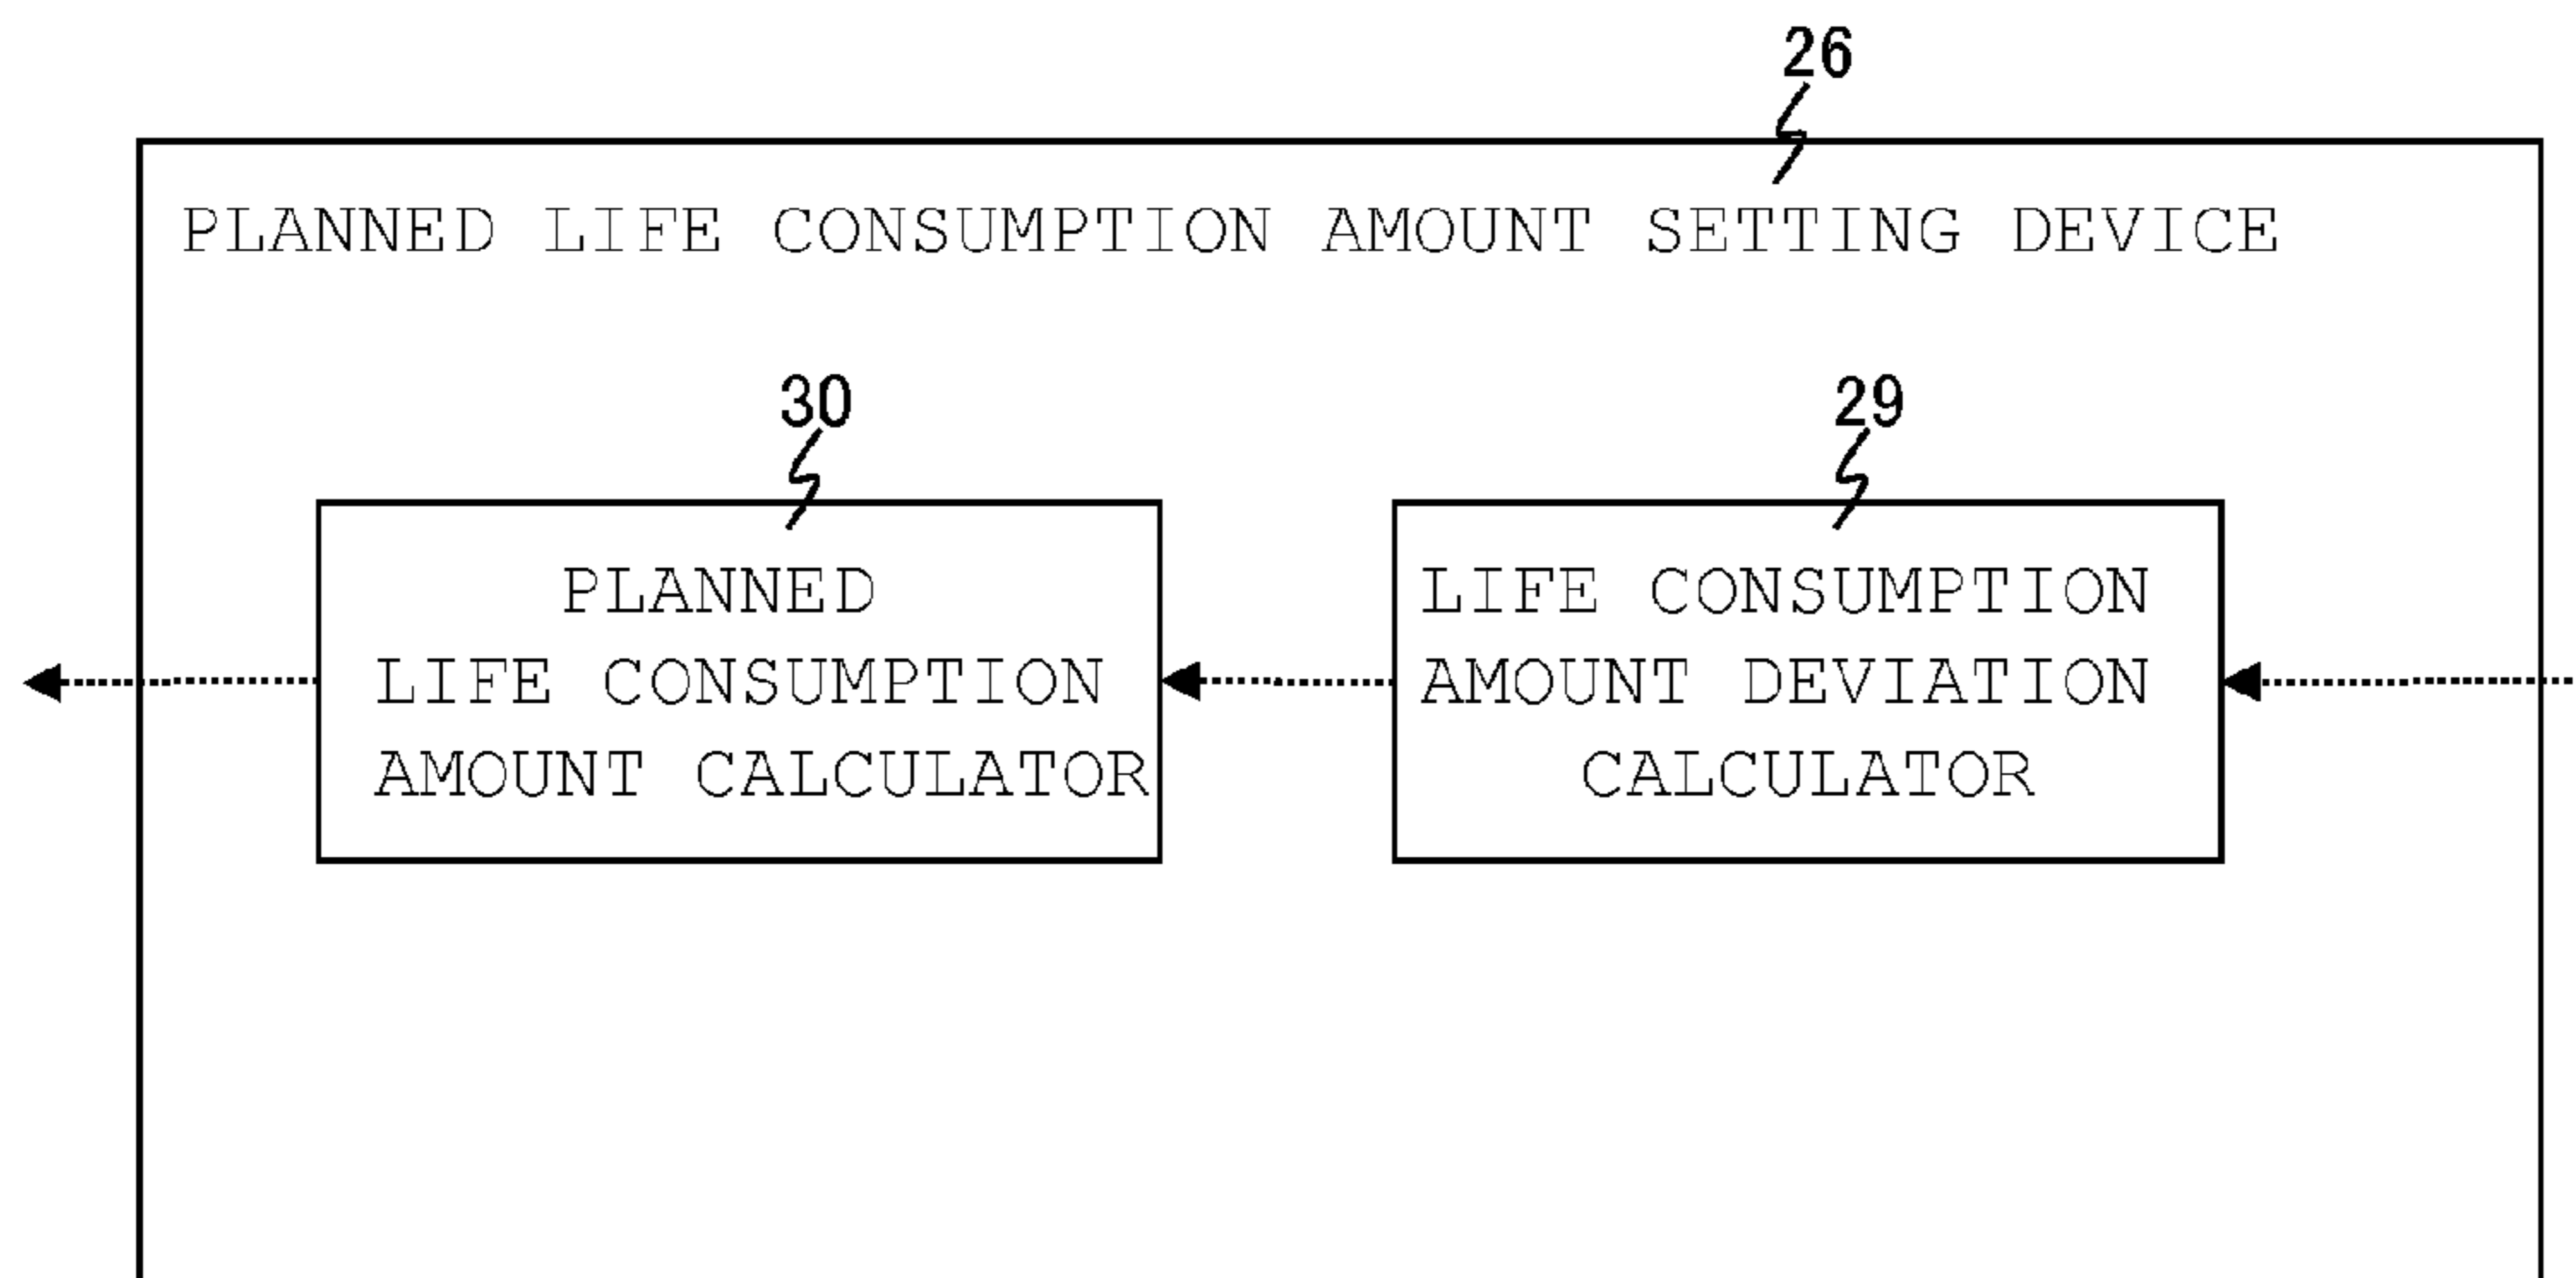 26
PLANNED LIFE CONSUMPTION AMOUNT SETTING DEVICE
30
PLANNED
LIFE CONSUMPTION
AMOUNT CALCULATOR
29
LIFE CONSUMPTION
AMOUNT DEVIATION
CALCULATOR